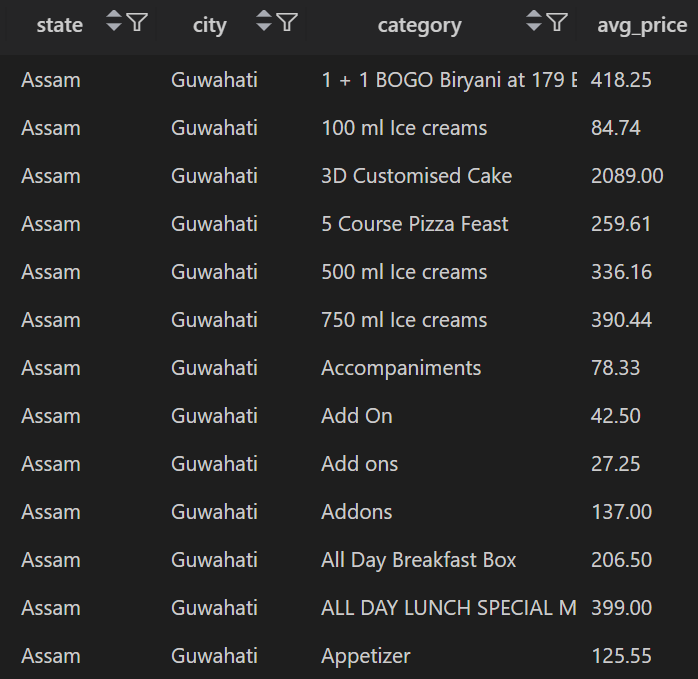 state city category avg_price
Assam Guwahati 1 + 1 BOGO Biryani at 179 418.25
Assam Guwahati 100 ml Ice creams 84.74
Assam Guwahati 3D Customised Cake 2089.00
Assam Guwahati 5 Course Pizza Feast 259.61
Assam Guwahati 500 ml Ice creams 336.16
Assam Guwahati 750 ml Ice creams 390.44
Assam Guwahati Accompaniments 78.33
Assam Guwahati Add On 42.50
Assam Guwahati Add ons 27.25
Assam Guwahati Addons 137.00
Assam Guwahati All Day Breakfast Box 206.50
Assam Guwahati ALL DAY LUNCH SPECIAL M 399.00
Assam Guwahati Appetizer 125.55